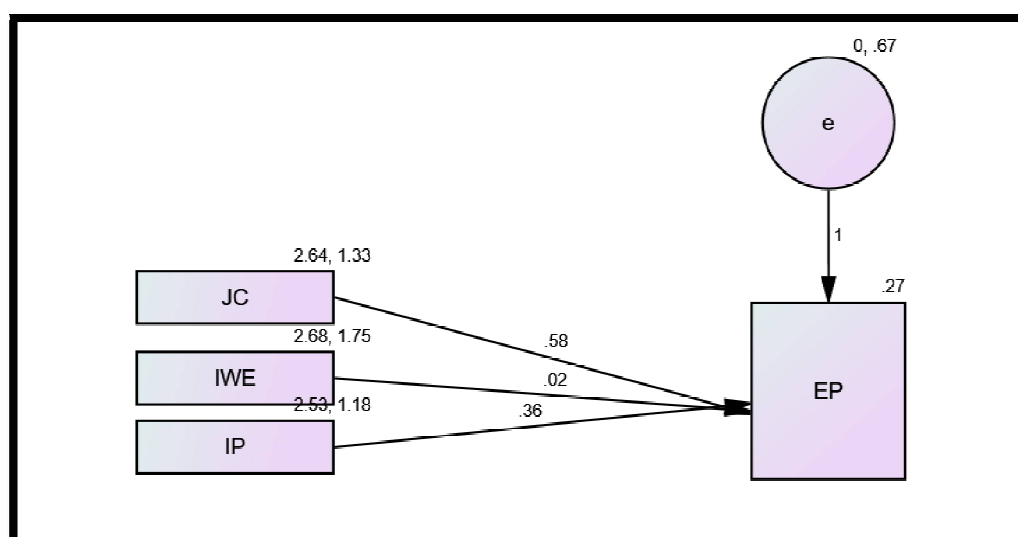 0, .67
e
1
2.64, 1.33
JC
.27
.58
2.68, 1.75
IWE
.02
EP
2.53, 1.18
.36
IP